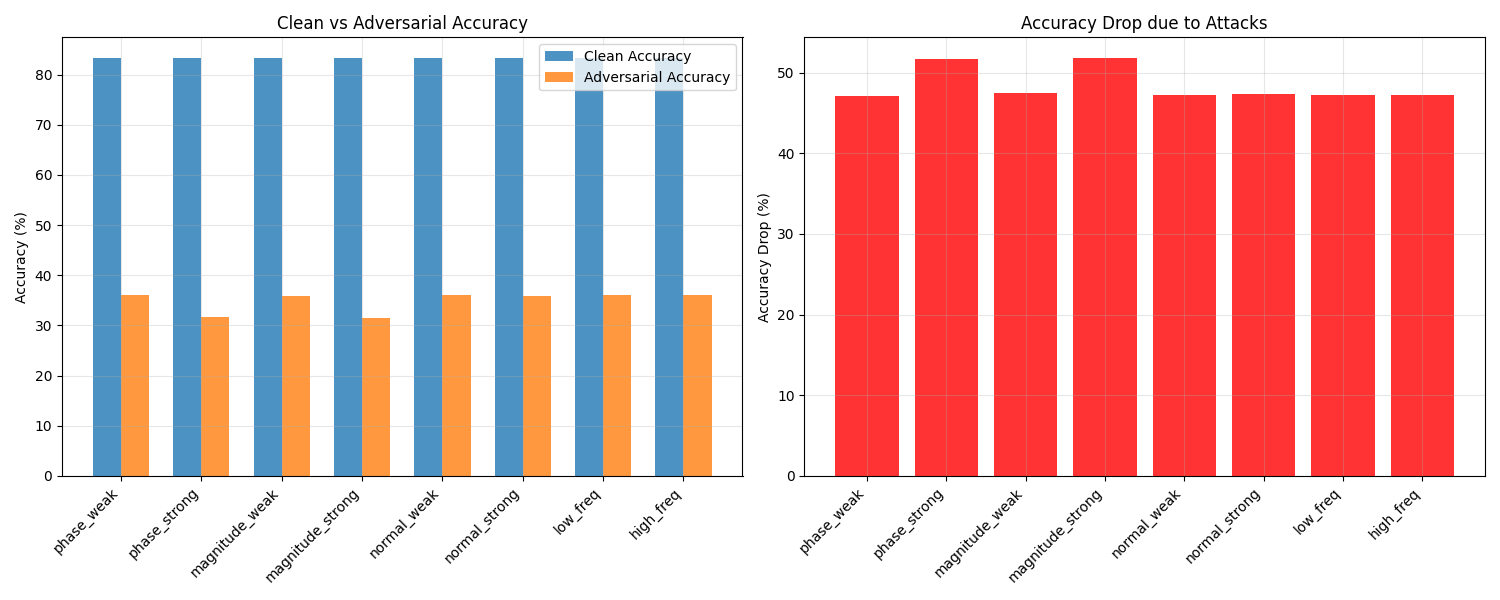 Clean vs Adversarial Accuracy
Accuracy (%)
80
70
60
50
40
30
20
10
0
Clean Accuracy
Adversarial Accuracy
phase_weak
phase_strong
magnitude_weak
magnitude_strong
normal_weak
normal_strong
low_freq
high_freq
Accuracy Drop due to Attacks
Accuracy Drop (%)
50
40
30
20
10
0
phase_weak
phase_strong
magnitude_weak
magnitude_strong
normal_weak
normal_strong
low_freq
high_freq